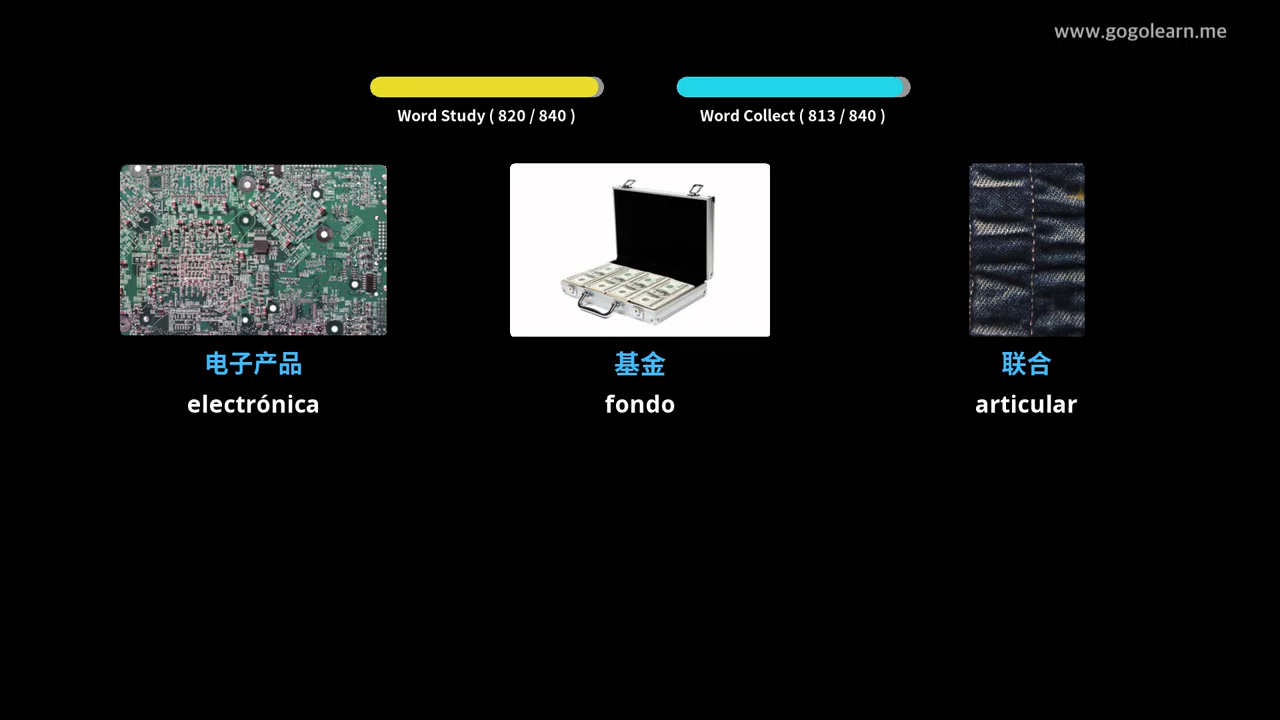 www.gogolearn.me
Word Study ( 820 / 840 )
Word Collect ( 813 / 840 )
电子产品
基金
联合
electrónica
fondo
articular